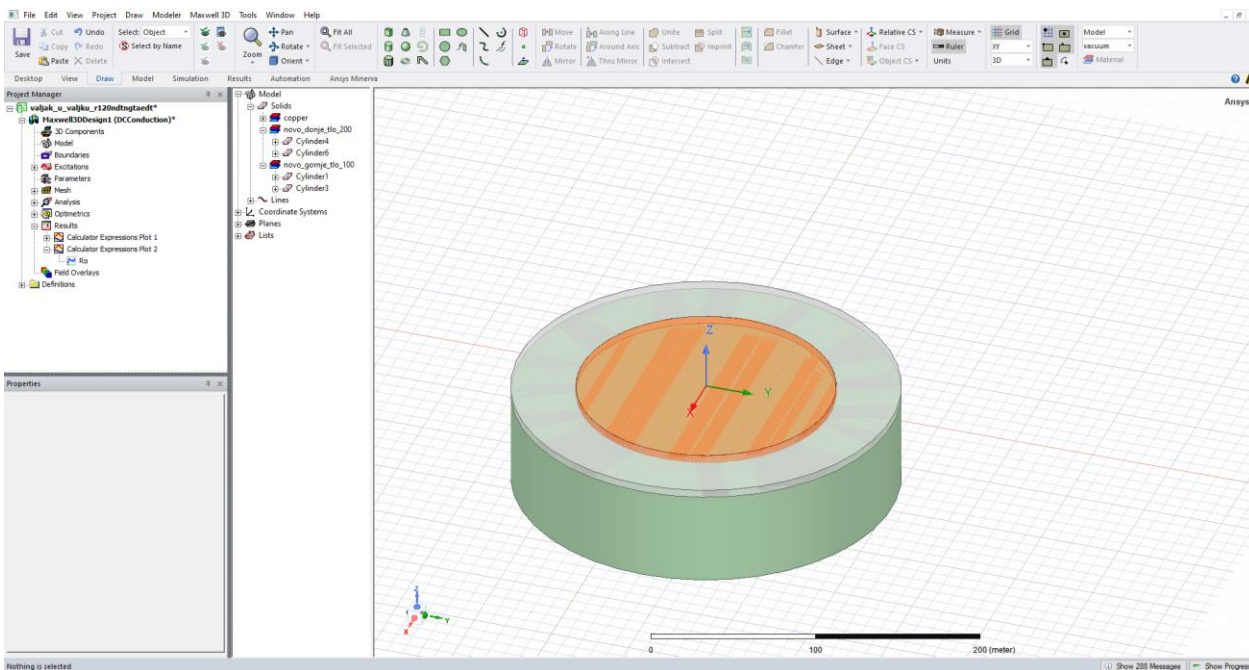 File Edit View Project Draw Modeler Maxwell 3D Tools Window Help
Save
Cut Undo Select: Object
Copy Redo Select by Name
Paste Delete
Zoom
Pan Fit All
Rotate Fit Selected
Orient
Move Along Line Unite Split Fillet
Rotate Around Axis Subtract Imprint Chamfer
Mirror Thru Mirror Intersect
Surface Relative CS Measure Grid Model
Sheet Face CS Ruler XY vacuum
Edge Object CS Units 3D Material
Desktop View Draw Model Simulation Results Automation Ansys Minerva
Project Manager
valjak_u_valjku_r120ndtngtaedt*
Maxwell3DDesign1 (DCConduction)*
3D Components
Model
Boundaries
Excitations
Parameters
Mesh
Analysis
Optimetrics
Results
Calculator Expressions Plot 1
Calculator Expressions Plot 2
Ro
Field Overlays
Definitions
Properties
Model
Solids
copper
novo_donje_tlo_200
Cylinder4
Cylinder6
novo_gornje_tlo_100
Cylinder1
Cylinder3
Lines
Coordinate Systems
Planes
Lists
Ansys
Z
Y
X
Z
Y
X
0 100 200 (meter)
Nothing is selected
Show 288 Messages Show Progress